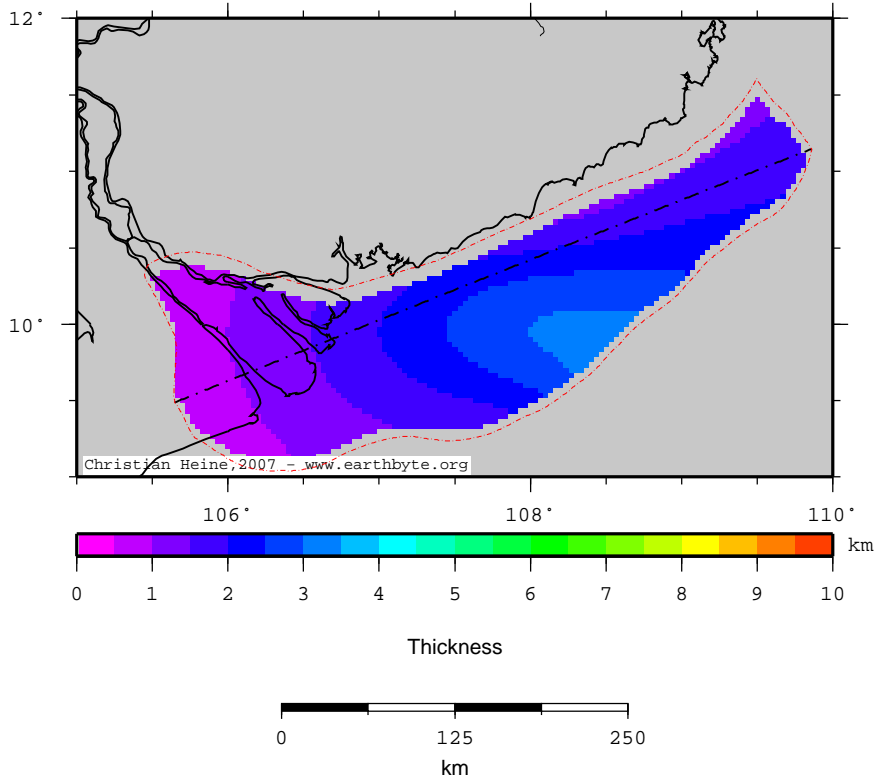 12°
10°
Christian Heine,2007 - www.earthbyte.org
106° 108° 110°
km
0 1 2 3 4 5 6 7 8 9 10
Thickness
0 125 250
km